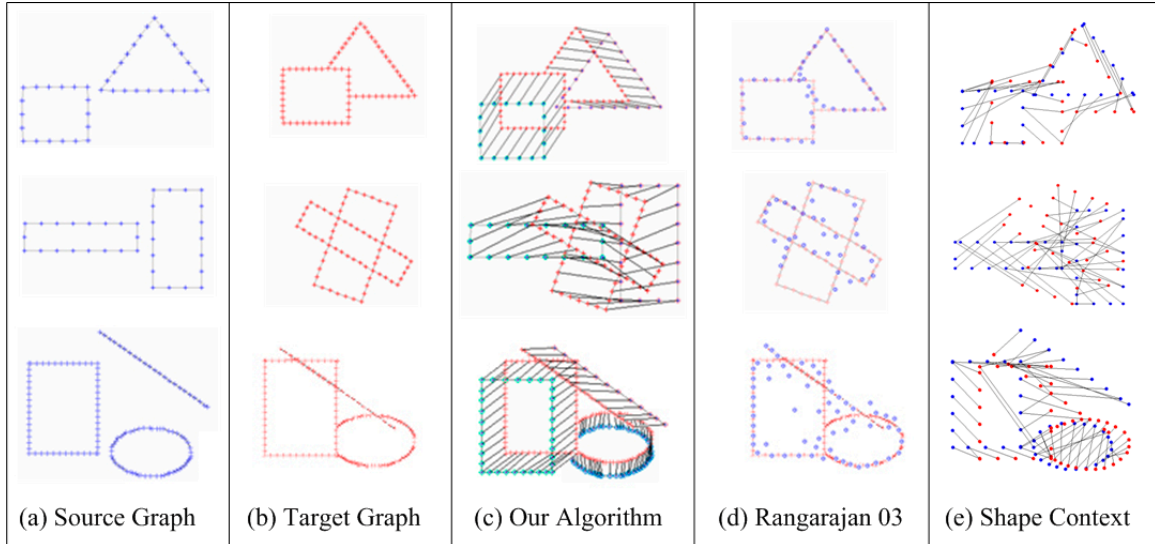 (a) Source Graph
(b) Target Graph
(c) Our Algorithm
(d) Rangarajan 03
(e) Shape Context